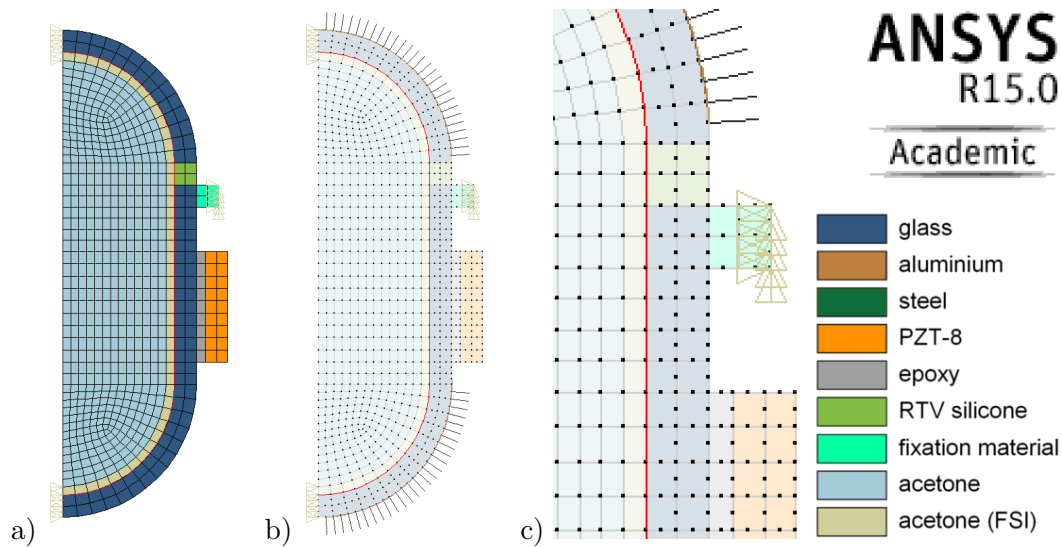 ANSYS
R15.0
Academic
glass
aluminium
steel
PZT-8
epoxy
RTV silicone
fixation material
acetone
acetone (FSI)
a)
b)
c)